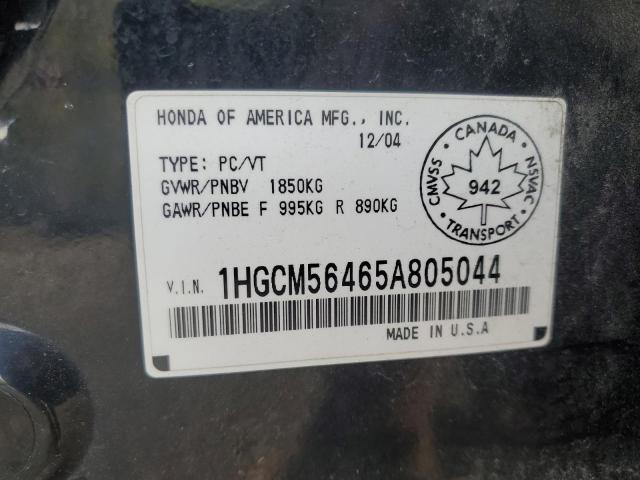 HONDA OF AMERICA MFG., INC.
12/04
TYPE: PC/VT
GVWR/PNBV 1850KG
GAWR/PNBE F 995KG R 890KG
CANADA
CMVSS
NSVAC
942
TRANSPORT
V.I.N. 1HGCM56465A805044
MADE IN U.S.A